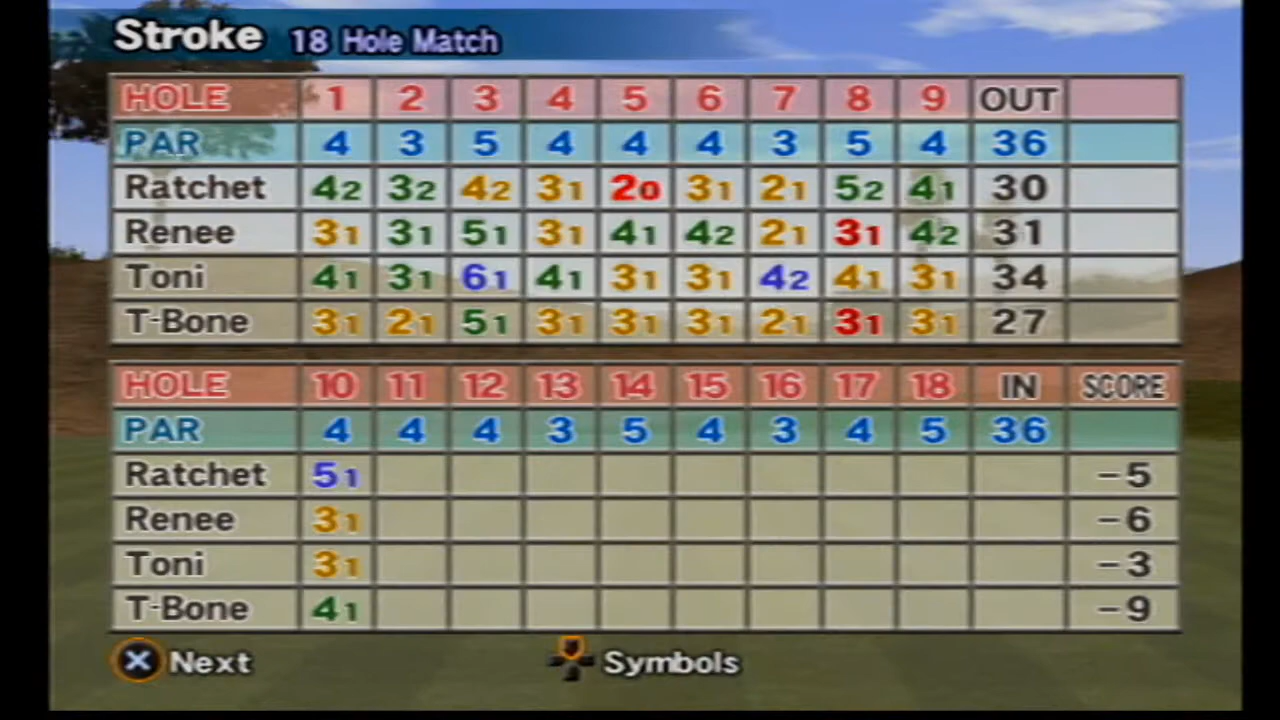 Stroke 18 Hole Match
HOLE 1 2 3 4 5 6 7 8 9 OUT
PAR 4 3 5 4 4 4 3 5 4 36
Ratchet 42 32 42 31 20 31 21 52 41 30
Renee 31 31 51 31 41 42 21 31 42 31
Toni 41 31 61 41 31 31 42 41 31 34
T-Bone 31 21 51 31 31 31 21 31 31 27
HOLE 10 11 12 13 14 15 16 17 18 IN SCORE
PAR 4 4 4 3 5 4 3 4 5 36
Ratchet 51 -5
Renee 31 -6
Toni 31 -3
T-Bone 41 -9
Next Symbols